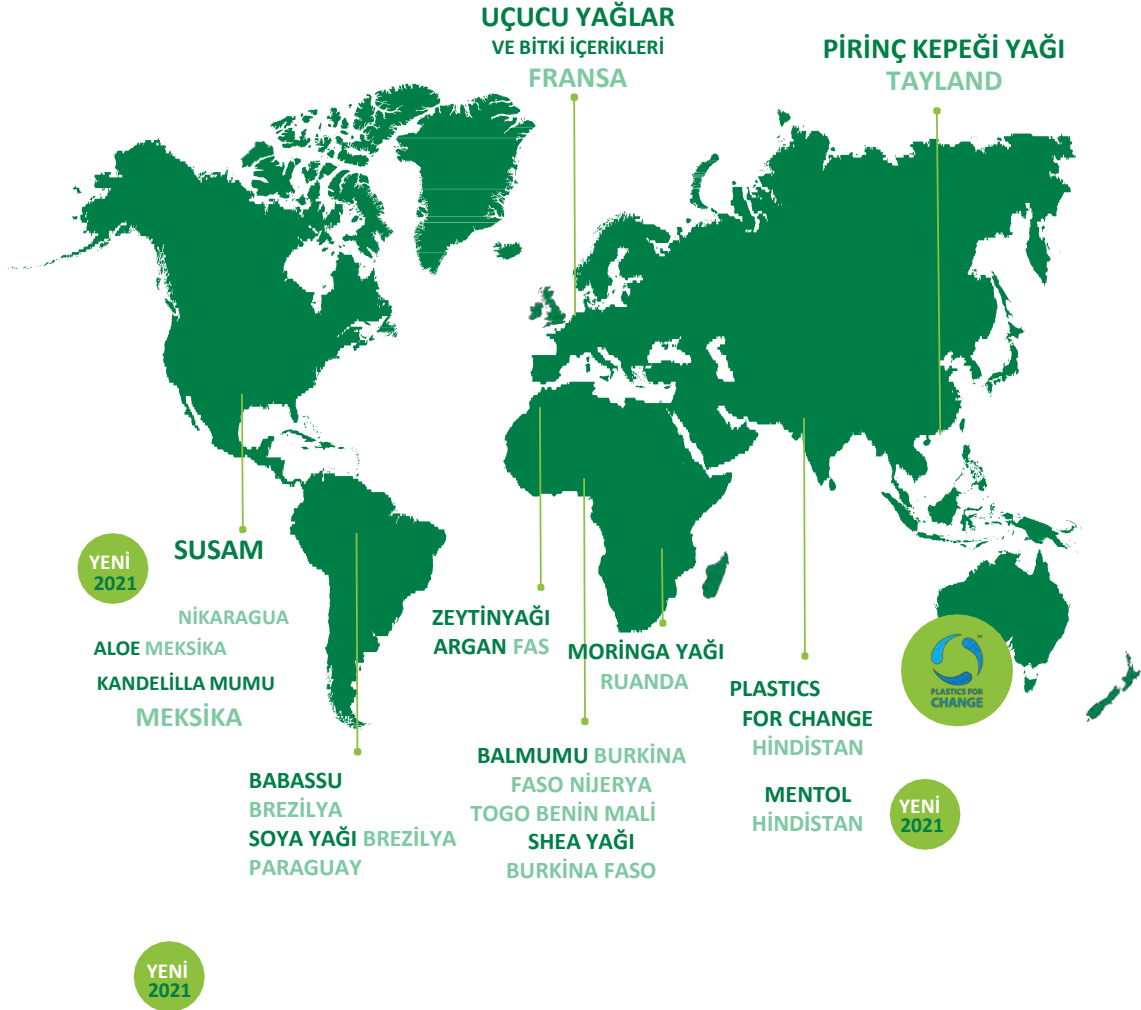 UÇUCU YAĞLAR
VE BİTKİ İÇERİKLERİ
FRANSA
PİRİNÇ KEPEĞİ YAĞI
TAYLAND
YENİ
2021
SUSAM
NİKARAGUA
ALOE MEKSİKA
KANDELİLLA MUMU
MEKSİKA
BABASSU
BREZİLYA
SOYA YAĞI BREZİLYA
PARAGUAY
ZEYTİNYAĞI
ARGAN FAS
MORİNGA YAĞI
RUANDA
BALMUMU BURKİNA
FASO NİJERYA
TOGO BENİN MALİ
SHEA YAĞI
BURKİNA FASO
PLASTICS
FOR CHANGE
HİNDİSTAN
PLASTICS FOR
CHANGE
TM
MENTOL
HİNDİSTAN
YENİ
2021
YENİ
2021